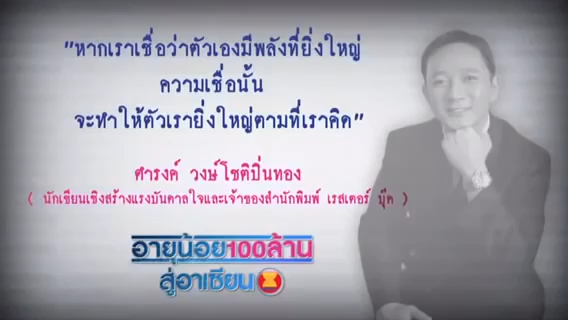 "หากเราเชื่อว่าตัวเองมีพลังที่ยิ่งใหญ่
ความเชื่อนั้น
จะทำให้ตัวเรายิ่งใหญ่ตามที่เราคิด"
ศำรงค์ วงษ์โชติปิ่นทอง
( นักเขียนเชิงสร้างแรงบันดาลใจและเจ้าของสำนักพิมพ์ เรสเตอร์ บุ๊ค )
อายุน้อย100ล้าน
สู่อาเซียน